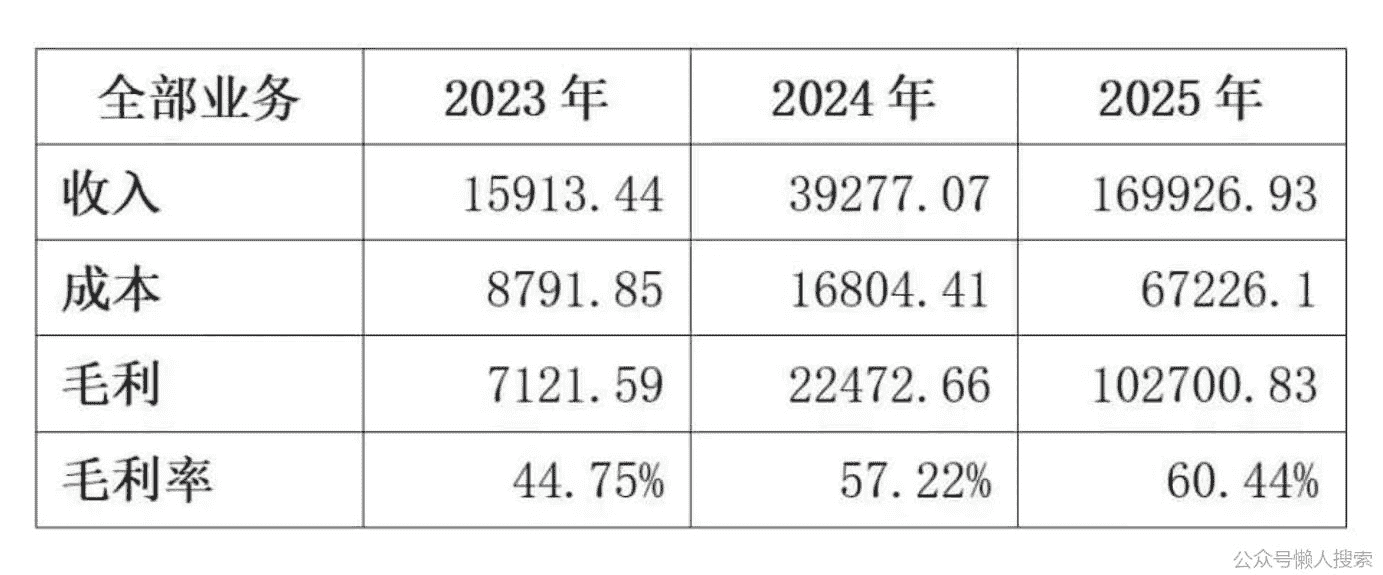 全部业务 2023 年 2024 年 2025 年
收入 15913.44 39277.07 169926.93
成本 8791.85 16804.41 67226.1
毛利 7121.59 22472.66 102700.83
毛利率 44.75% 57.22% 60.44%
公众号懒人搜索